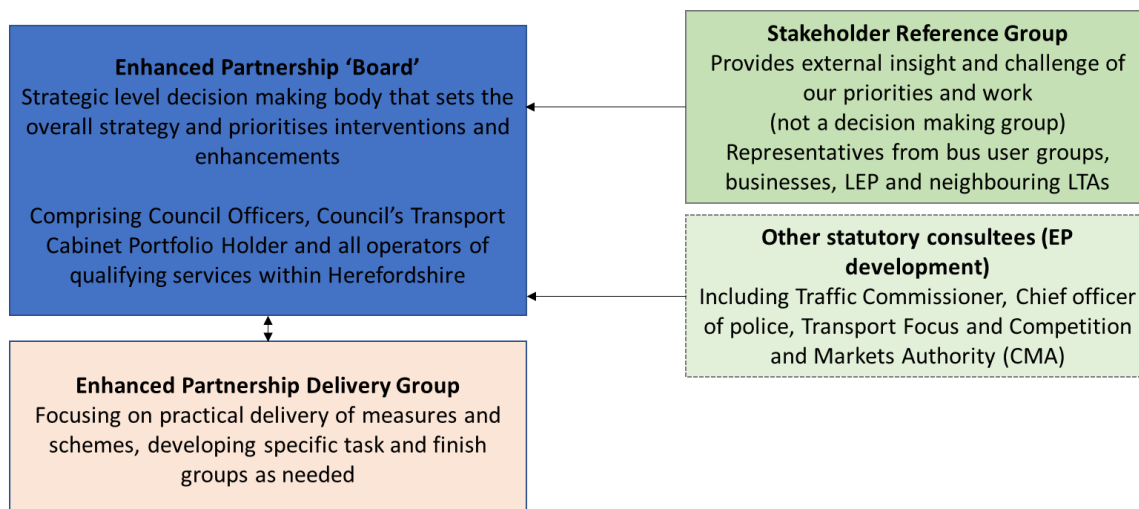 Enhanced Partnership ‘Board’
Strategic level decision making body that sets the
overall strategy and prioritises interventions and
enhancements
Comprising Council Officers, Council’s Transport
Cabinet Portfolio Holder and all operators of
qualifying services within Herefordshire
Enhanced Partnership Delivery Group
Focusing on practical delivery of measures and
schemes, developing specific task and finish
groups as needed
Stakeholder Reference Group
Provides external insight and challenge of
our priorities and work
(not a decision making group)
Representatives from bus user groups,
businesses, LEP and neighbouring LTAs
Other statutory consultees (EP
development)
Including Traffic Commissioner, Chief officer
of police, Transport Focus and Competition
and Markets Authority (CMA)